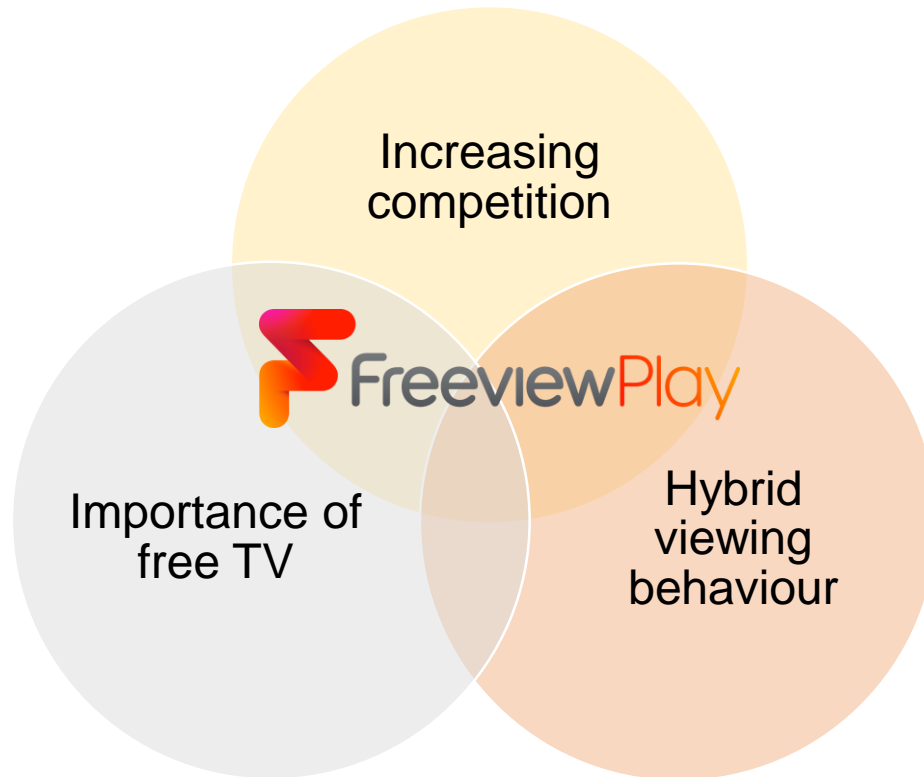 Increasing
competition
FreeviewPlay
Importance of
free TV
Hybrid
viewing
behaviour